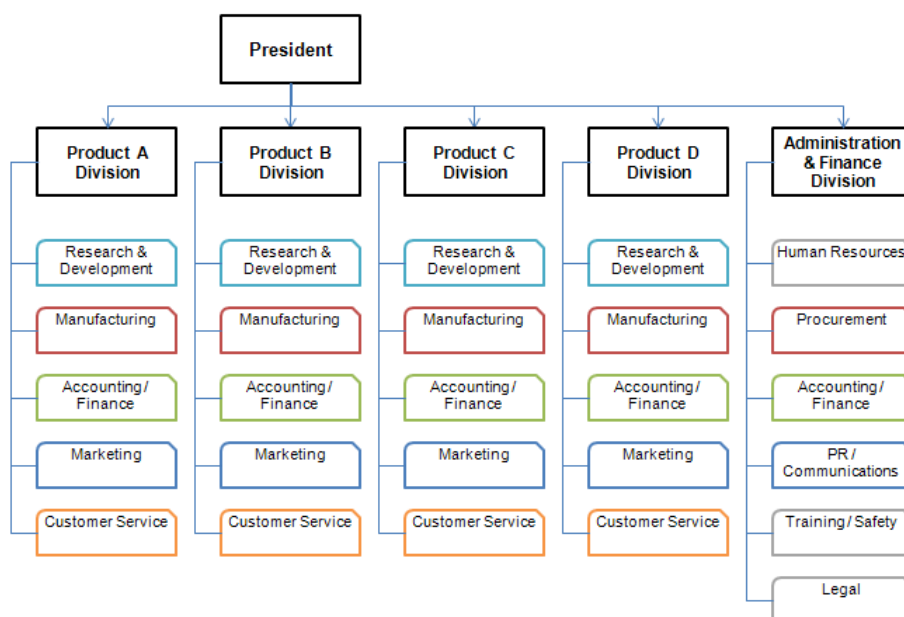 President
Product A
Division
Product B
Division
Product C
Division
Product D
Division
Administration
& Finance
Division
Research &
Development
Research &
Development
Research &
Development
Research &
Development
Human Resources
Manufacturing
Manufacturing
Manufacturing
Manufacturing
Procurement
Accounting /
Finance
Accounting /
Finance
Accounting /
Finance
Accounting /
Finance
Accounting /
Finance
Marketing
Marketing
Marketing
Marketing
PR /
Communications
Customer Service
Customer Service
Customer Service
Customer Service
Training / Safety
Legal